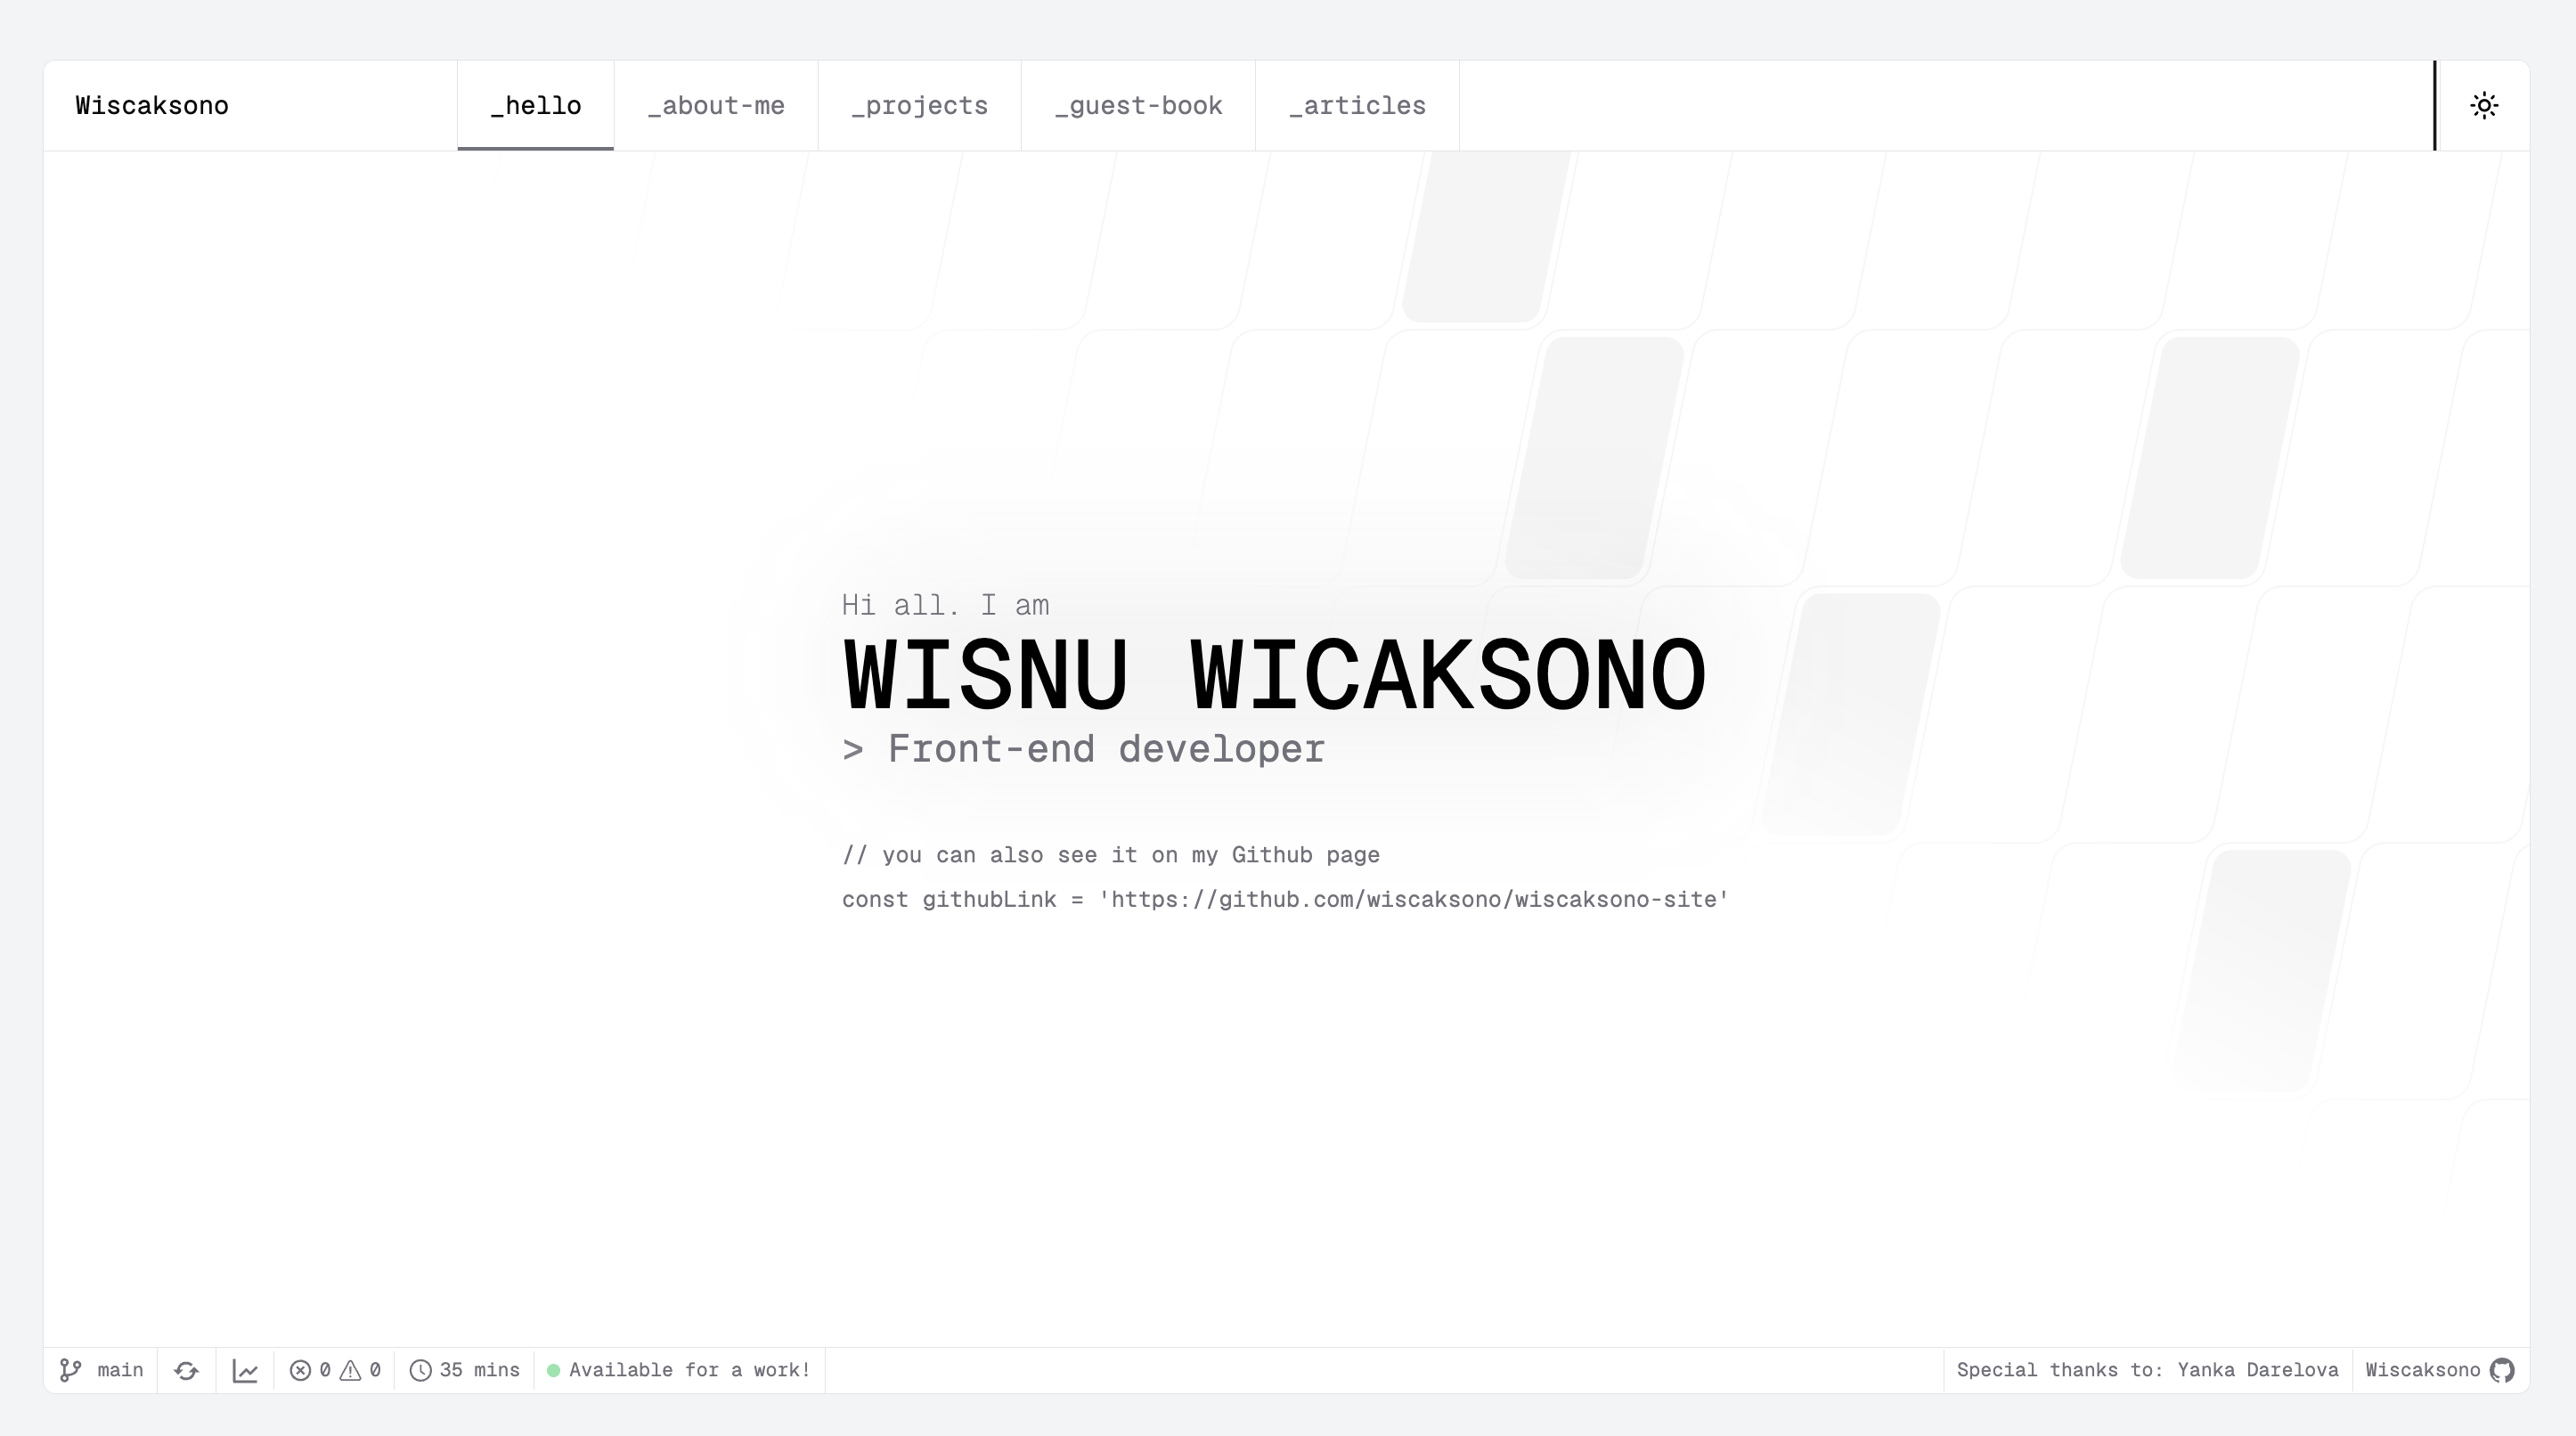 Wiscaksono
_hello
_about-me
_projects
_guest-book
_articles
Hi all. I am
WISNU WICAKSONO
> Front-end developer
// you can also see it on my Github page
const githubLink = 'https://github.com/wiscaksono/wiscaksono-site'
main
0
0
35 mins
Available for a work!
Special thanks to: Yanka Darelova
Wiscaksono